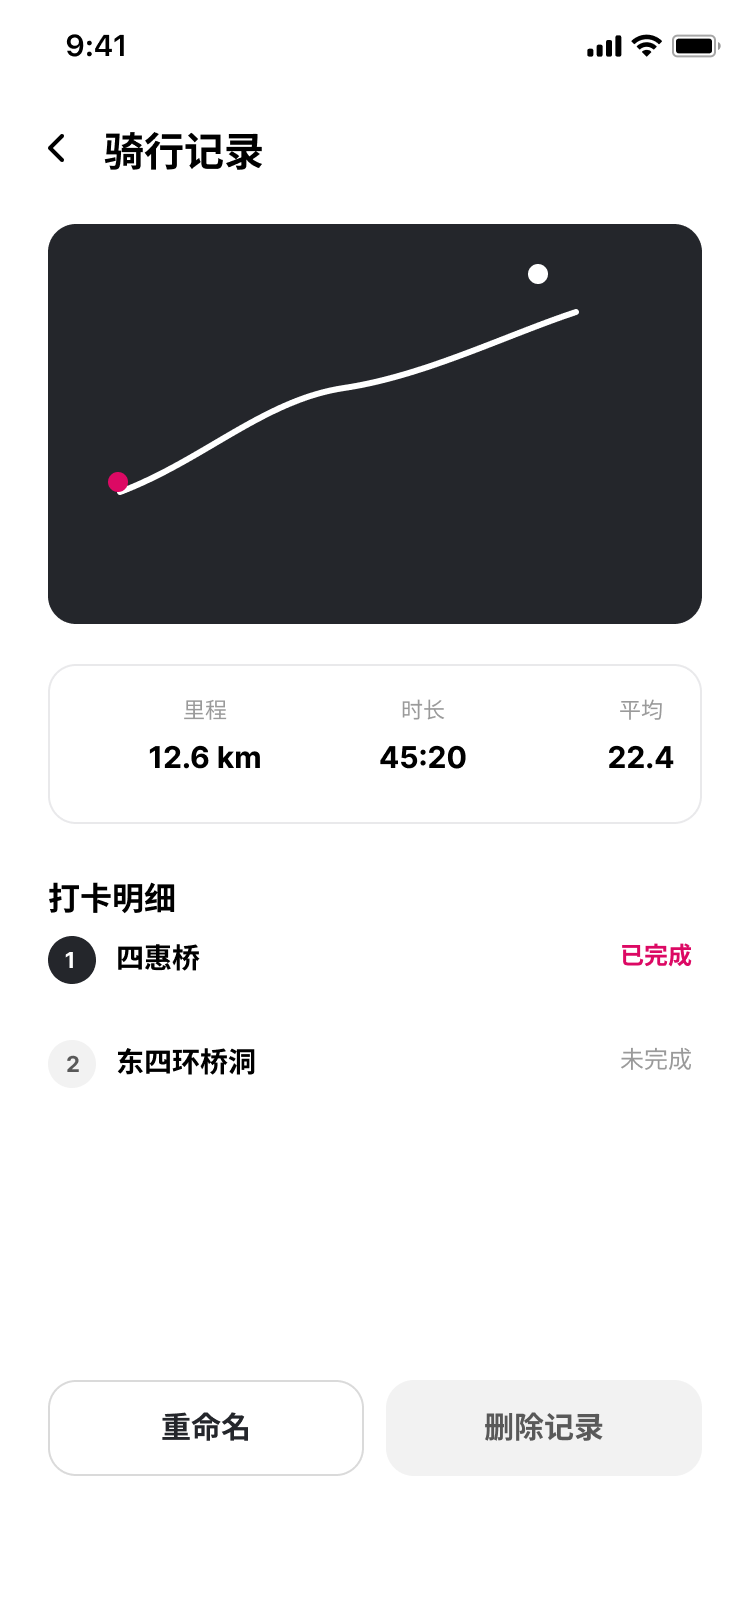 9:41
骑行记录
里程 时长 平均
12.6 km 45:20 22.4
打卡明细
1 四惠桥 已完成
2 东四环桥洞 未完成
重命名 删除记录